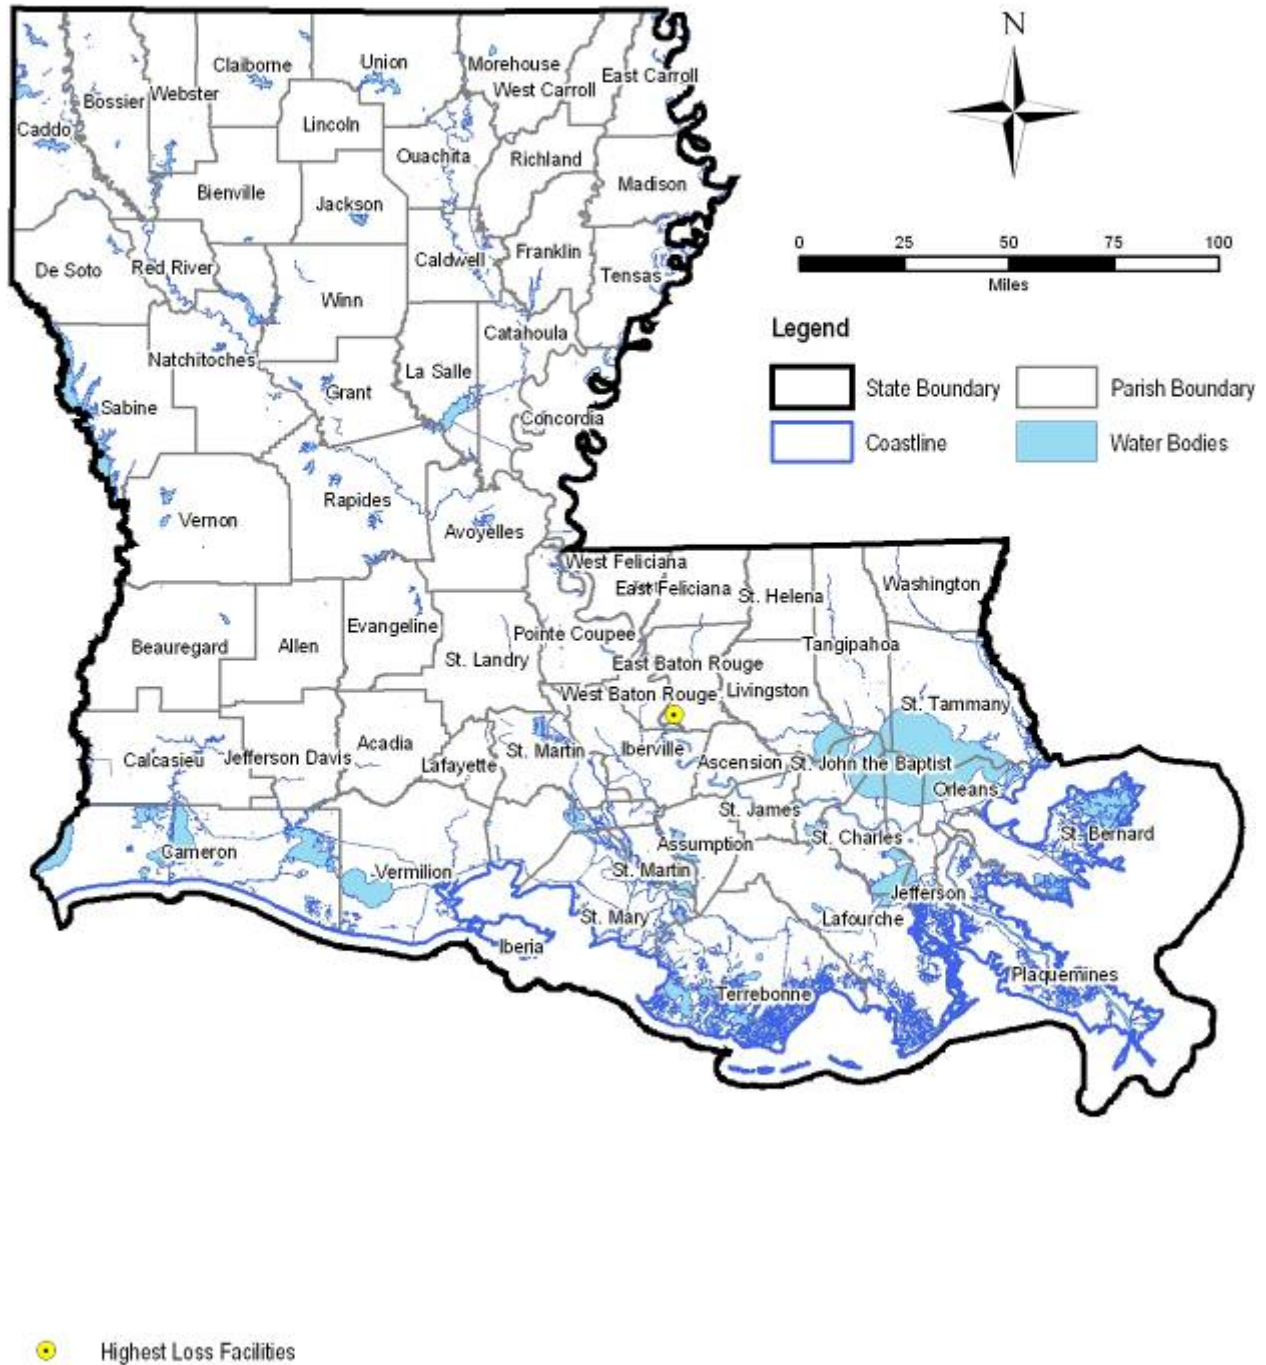 N
Claiborne
Union
Morehouse
East Carroll
Webster
West Carroll
Bossier
Caddo
Lincoln
Ouachita
Richland
Madison
Bienville
Jackson
0 25 50 75 100
Miles
De Soto
Red River
Caldwell
Franklin
Tensas
Winn
Legend
Natchitoches
Catahoula
La Salle
State Boundary
Parish Boundary
Sabine
Grant
Concordia
Coastline
Water Bodies
Rapides
Vernon
Avoyelles
West Feliciana
East Feliciana
St. Helena
Washington
Beauregard
Allen
Evangeline
Pointe Coupee
Tangipahoa
St. Landry
East Baton Rouge
West Baton Rouge
Livingston
St. Tammany
Calcasieu
Jefferson Davis
Acadia
Lafayette
St. Martin
Iberville
Ascension
St. John the Baptist
Orleans
St. James
St. Charles
St. Bernard
Cameron
Vermilion
Assumption
St. Martin
Jefferson
St. Mary
Lafourche
Iberia
Terrebonne
Plaquemines
Highest Loss Facilities